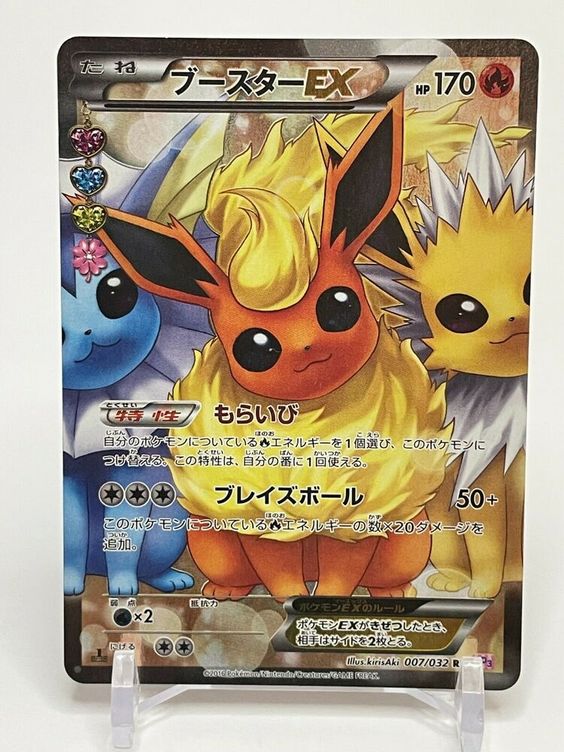 たね ブースターEX HP170
とくせい
特性 もらいび
自分のポケモンについているエネルギーを1個選び、このポケモンに
つけ替える。この特性は、自分の番に1回使える。
ブレイズボール 50+
このポケモンについているエネルギーの数×20ダメージを
追加。
弱点 抵抗力
×2
にげる
ポケモンEXのルール
ポケモンEXがきぜつしたとき、
相手はサイドを2枚とる。
Illus.kirisAki 007/032 R
Pokémon/Nintendo/Creatures/GAME FREAK.